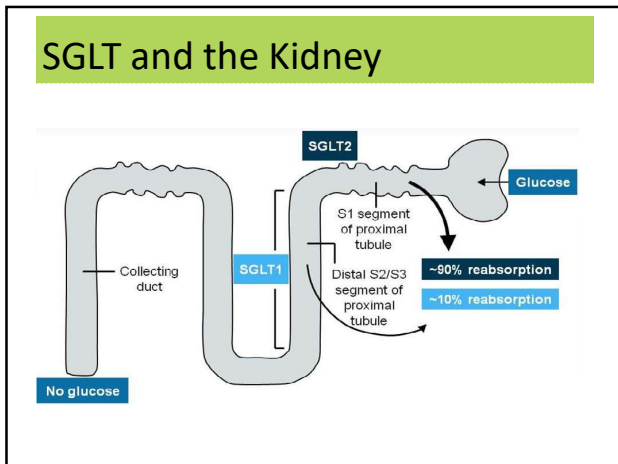 SGLT and the Kidney
SGLT2
Glucose
S1 segment
of proximal
tubule
~90% reabsorption
SGLT1
Distal S2/S3
segment of
proximal
tubule
~10% reabsorption
Collecting
duct
No glucose